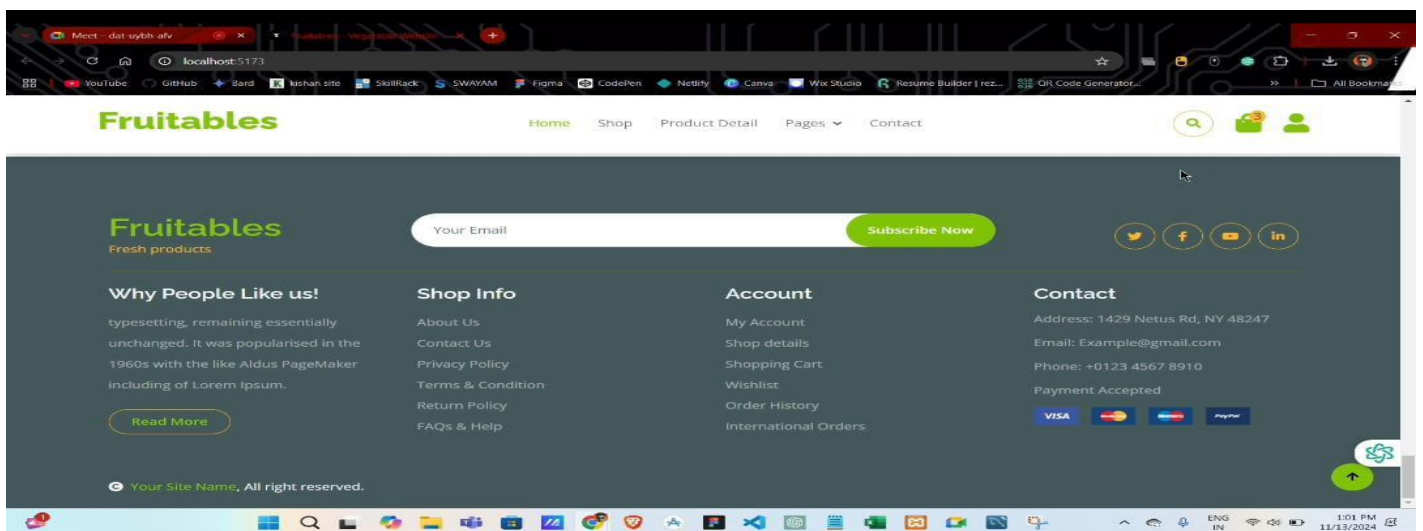 Meet - dat-uybh-afv
Fruitables - Vegetable Website
localhost:5173
YouTube GitHub Bard kishan site SkillRack SWAYAM Figma CodePen Netlify Canva Wix Studio Resume Builder | rez... QR Code Generator... » All Bookmarks
Fruitables Home Shop Product Detail Pages Contact 3
Fruitables Your Email Subscribe Now
Fresh products
Why People Like us!
typesetting, remaining essentially
unchanged. It was popularised in the
1960s with the like Aldus PageMaker
including of Lorem Ipsum.
Read More
Shop Info
About Us
Contact Us
Privacy Policy
Terms & Condition
Return Policy
FAQs & Help
Account
My Account
Shop details
Shopping Cart
Wishlist
Order History
International Orders
Contact
Address: 1429 Netus Rd, NY 48247
Email: Example@gmail.com
Phone: +0123 4567 8910
Payment Accepted
VISA PayPal
Your Site Name, All right reserved.
ENG 1:01 PM
IN 11/13/2024